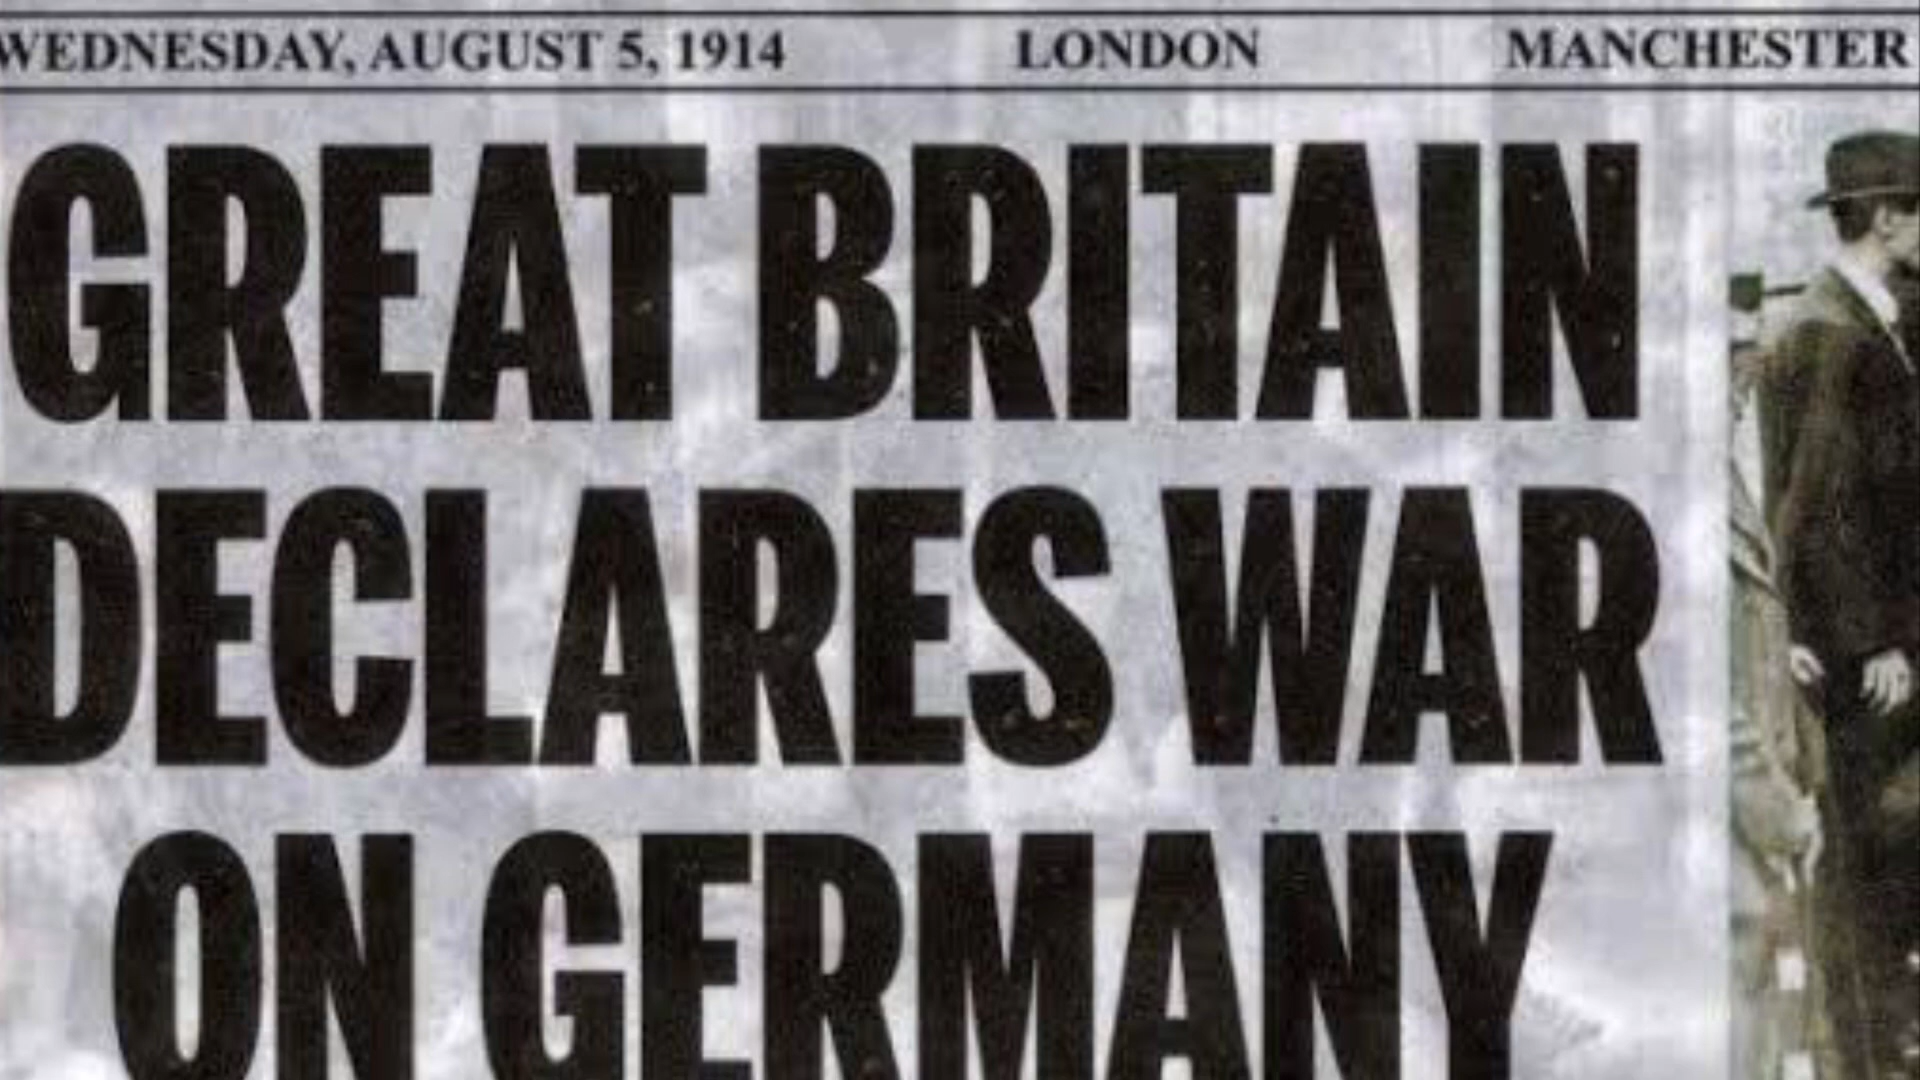 WEDNESDAY, AUGUST 5, 1914 LONDON MANCHESTER
GREAT BRITAIN
DECLARES WAR
ON GERMANY